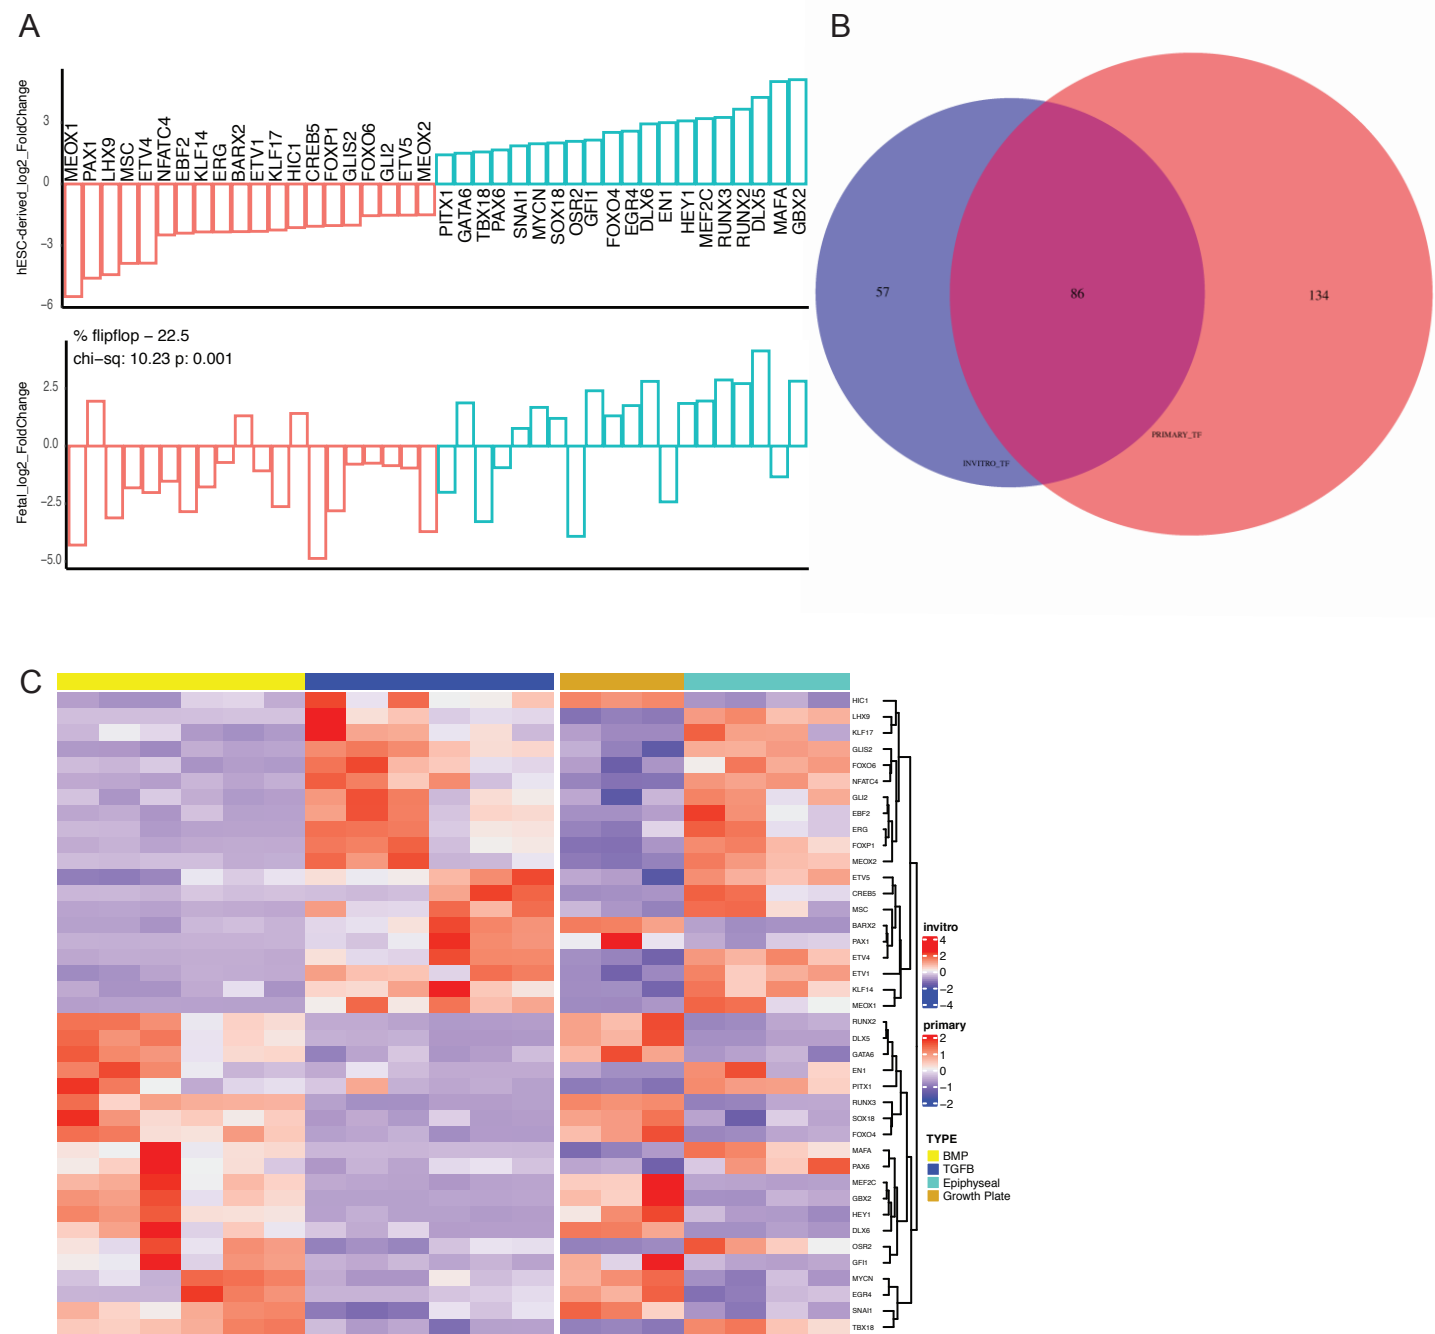 A
hESC-derived_log2_FoldChange
3
0
−3
−6
MEOX1
PAX1
LHX9
MSC
ETV4
NFATC4
EBF2
KLF14
ERG
BARX2
ETV1
KLF17
HIC1
CREB5
FOXP1
GLIS2
FOXO6
GLI2
ETV5
MEOX2
PITX1
GATA6
TBX18
PAX6
SNAI1
MYCN
SOX18
OSR2
GFI1
FOXO4
EGR4
DLX6
EN1
HEY1
MEF2C
RUNX3
RUNX2
DLX5
MAFA
GBX2
% flipflop − 22.5
chi−sq: 10.23 p: 0.001
Fetal_log2_FoldChange
2.5
0.0
−2.5
−5.0
B
57
86
134
PRIMARY_TF
INVITRO_TF
C
HIC1
LHX9
KLF17
GLIS2
FOXO6
NFATC4
GLI2
EBF2
ERG
FOXP1
MEOX2
ETV5
CREB5
MSC
BARX2
PAX1
ETV4
ETV1
KLF14
MEOX1
RUNX2
DLX5
GATA6
EN1
PITX1
RUNX3
SOX18
FOXO4
MAFA
PAX6
MEF2C
GBX2
HEY1
DLX6
OSR2
GFI1
MYCN
EGR4
SNAI1
TBX18
invitro
4
2
0
−2
−4
primary
2
1
0
−1
−2
TYPE
BMP
TGFB
Epiphyseal
Growth Plate